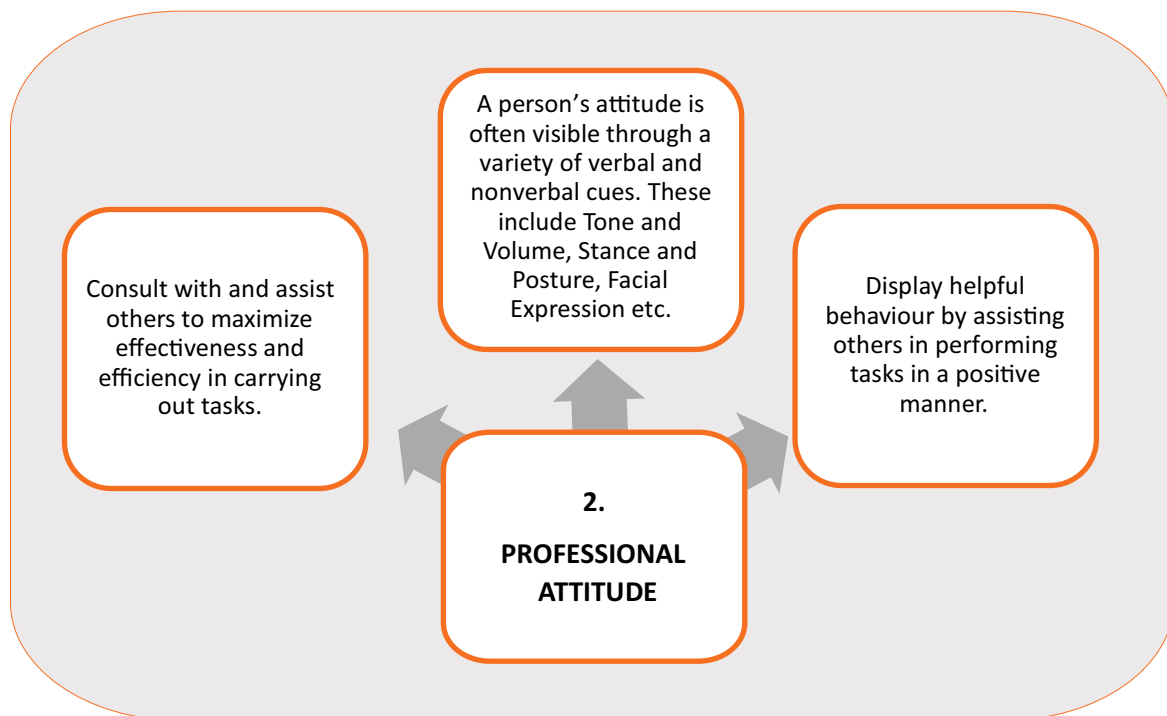 A person’s attitude is
often visible through a
variety of verbal and
nonverbal cues. These
include Tone and
Volume, Stance and
Posture, Facial
Expression etc.
Consult with and assist
others to maximize
effectiveness and
efficiency in carrying
out tasks.
Display helpful
behaviour by assisting
others in performing
tasks in a positive
manner.
2.
PROFESSIONAL
ATTITUDE